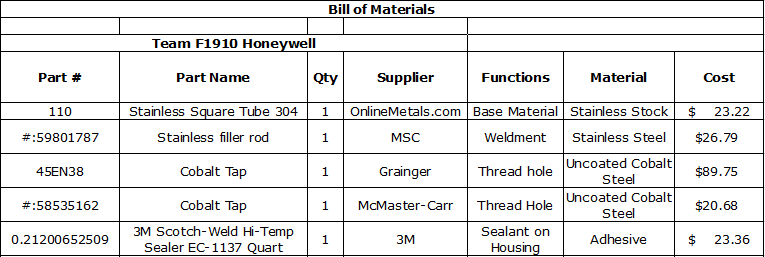 Bill of Materials
Team F1910 Honeywell
Part # Part Name Qty Supplier Functions Material Cost
110 Stainless Square Tube 304 1 OnlineMetals.com Base Material Stainless Stock $ 23.22
#:59801787 Stainless filler rod 1 MSC Weldment Stainless Steel $26.79
45EN38 Cobalt Tap 1 Grainger Thread hole Uncoated Cobalt Steel $89.75
#:58535162 Cobalt Tap 1 McMaster-Carr Thread Hole Uncoated Cobalt Steel $20.68
0.21200652509 3M Scotch-Weld Hi-Temp Sealer EC-1137 Quart 1 3M Sealant on Housing Adhesive $ 23.36